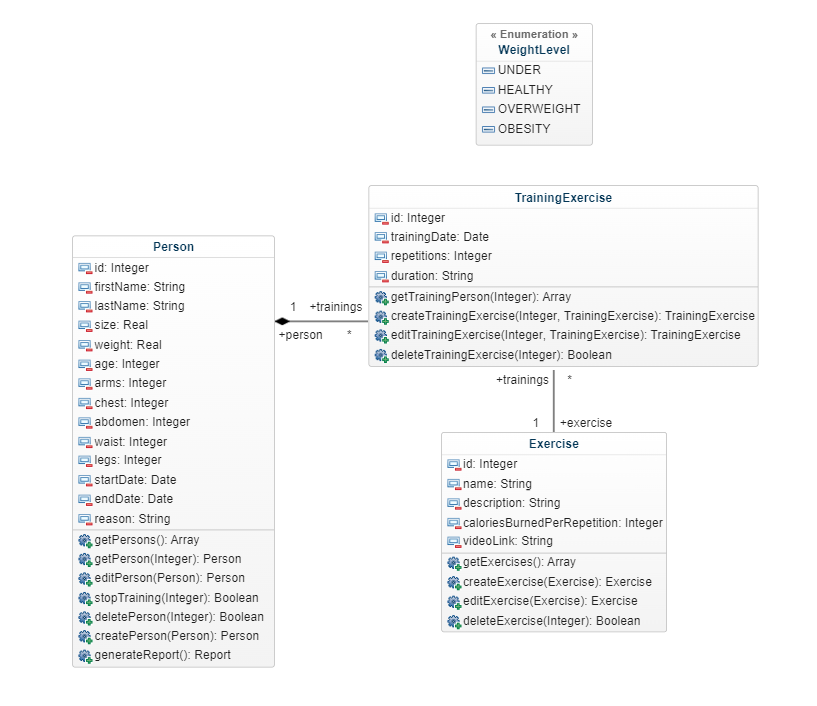 « Enumeration »
WeightLevel
UNDER
HEALTHY
OVERWEIGHT
OBESITY
TrainingExercise
id: Integer
trainingDate: Date
repetitions: Integer
duration: String
getTrainingPerson(Integer): Array
createTrainingExercise(Integer, TrainingExercise): TrainingExercise
editTrainingExercise(Integer, TrainingExercise): TrainingExercise
deleteTrainingExercise(Integer): Boolean
Person
id: Integer
firstName: String
lastName: String
size: Real
weight: Real
age: Integer
arms: Integer
chest: Integer
abdomen: Integer
waist: Integer
legs: Integer
startDate: Date
endDate: Date
reason: String
getPersons(): Array
getPerson(Integer): Person
editPerson(Person): Person
stopTraining(Integer): Boolean
deletePerson(Integer): Boolean
createPerson(Person): Person
generateReport(): Report
1 +trainings
+person *
+trainings *
1 +exercise
Exercise
id: Integer
name: String
description: String
caloriesBurnedPerRepetition: Integer
videoLink: String
getExercises(): Array
createExercise(Exercise): Exercise
editExercise(Exercise): Exercise
deleteExercise(Integer): Boolean